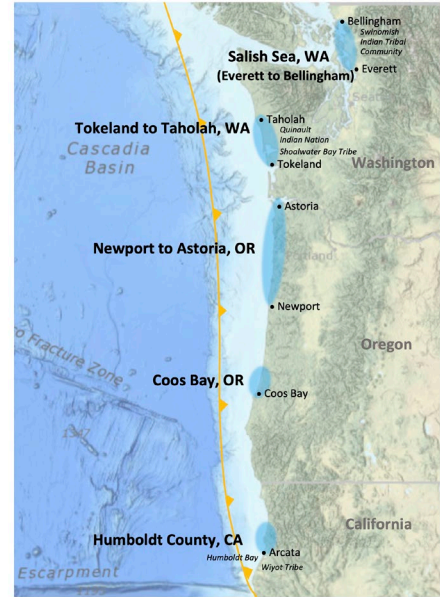 Bellingham
Swinomish
Indian Tribal
Community
Salish Sea, WA
(Everett to Bellingham)
Everett
Taholah
Tokeland to Taholah, WA
Quinault
Indian Nation
Shoalwater Bay Tribe
Cascadia
Basin
Tokeland
Washington
Astoria
Newport to Astoria, OR
Newport
o Fracture Zone
Oregon
Coos Bay, OR
Coos Bay
California
Humboldt County, CA
Arcata
Humboldt Bay
Wiyot Tribe
Escarpment